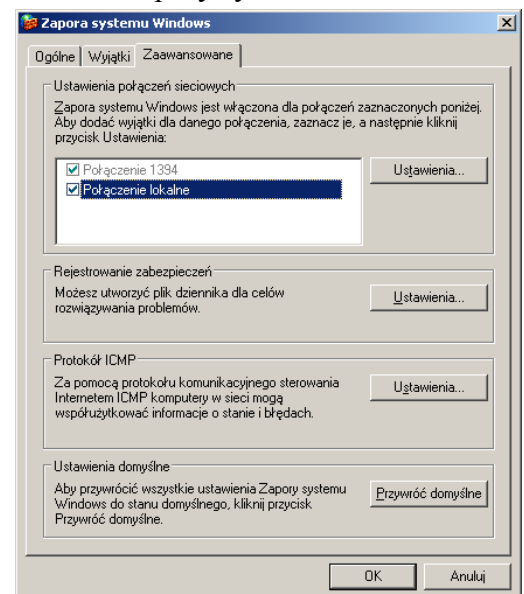 Zapora systemu Windows
Ogólne Wyjątki Zaawansowane
Ustawienia połączeń sieciowych
Zapora systemu Windows jest włączona dla połączeń zaznaczonych poniżej.
Aby dodać wyjątki dla danego połączenia, zaznacz je, a następnie kliknij
przycisk Ustawienia:
Połączenie 1394
Ustawienia...
Połączenie lokalne
Rejestrowanie zabezpieczeń
Możesz utworzyć plik dziennika dla celów
rozwiązywania problemów.
Ustawienia...
Protokół ICMP
Za pomocą protokołu komunikacyjnego sterowania
Internetem ICMP komputery w sieci mogą
współużytkować informacje o stanie i błędach.
Ustawienia...
Ustawienia domyślne
Aby przywrócić wszystkie ustawienia Zapory systemu
Windows do stanu domyślnego, kliknij przycisk
Przywróć domyślne.
Przywróć domyślne
OK Anuluj